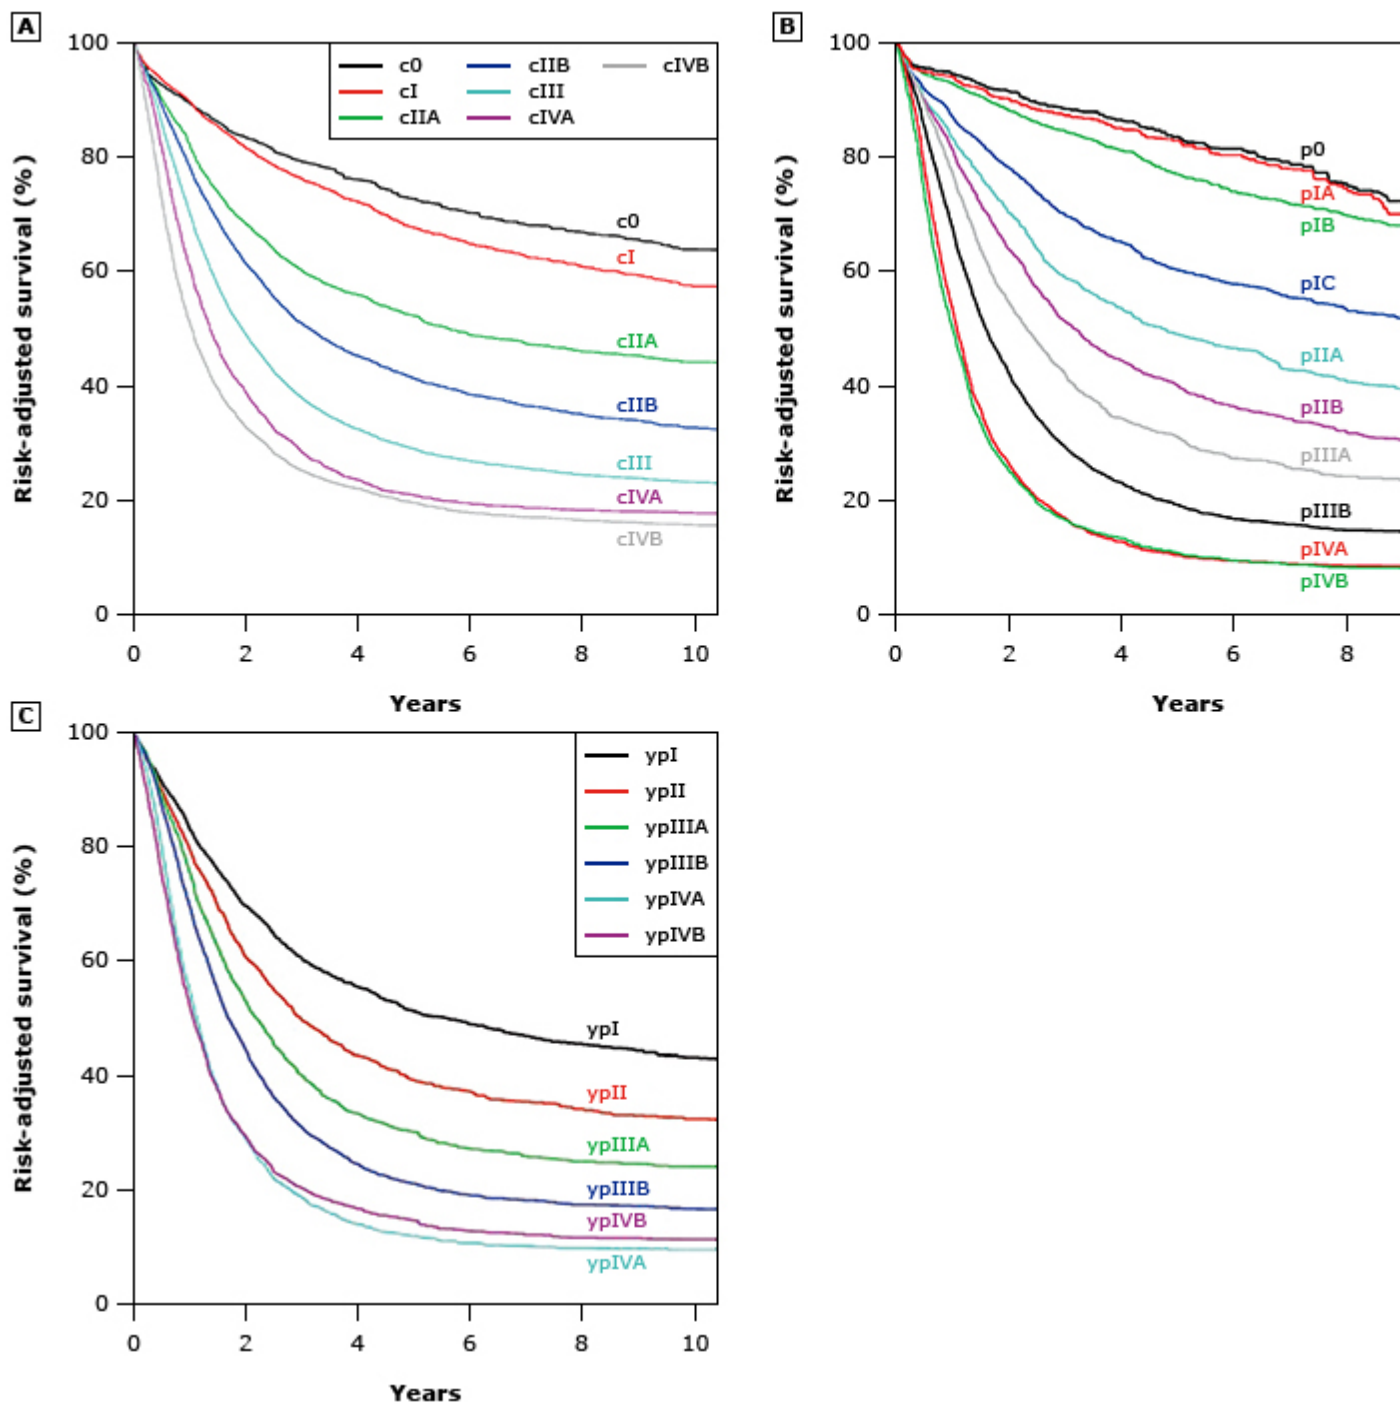 A
100
80
60
40
20
0
Risk-adjusted survival (%)
c0 cIIB cIVB
cI cIII
cIIA cIVA
c0
cI
cIIA
cIIB
cIII
cIVA
cIVB
0 2 4 6 8 10
Years
B
100
80
60
40
20
0
Risk-adjusted survival (%)
p0
pIA
pIB
pIC
pIIA
pIIB
pIIIA
pIIIB
pIVA
pIVB
0 2 4 6 8
Years
C
100
80
60
40
20
0
Risk-adjusted survival (%)
ypI
ypII
ypIIIA
ypIIIB
ypIVA
ypIVB
ypI
ypII
ypIIIA
ypIIIB
ypIVB
ypIVA
0 2 4 6 8 10
Years